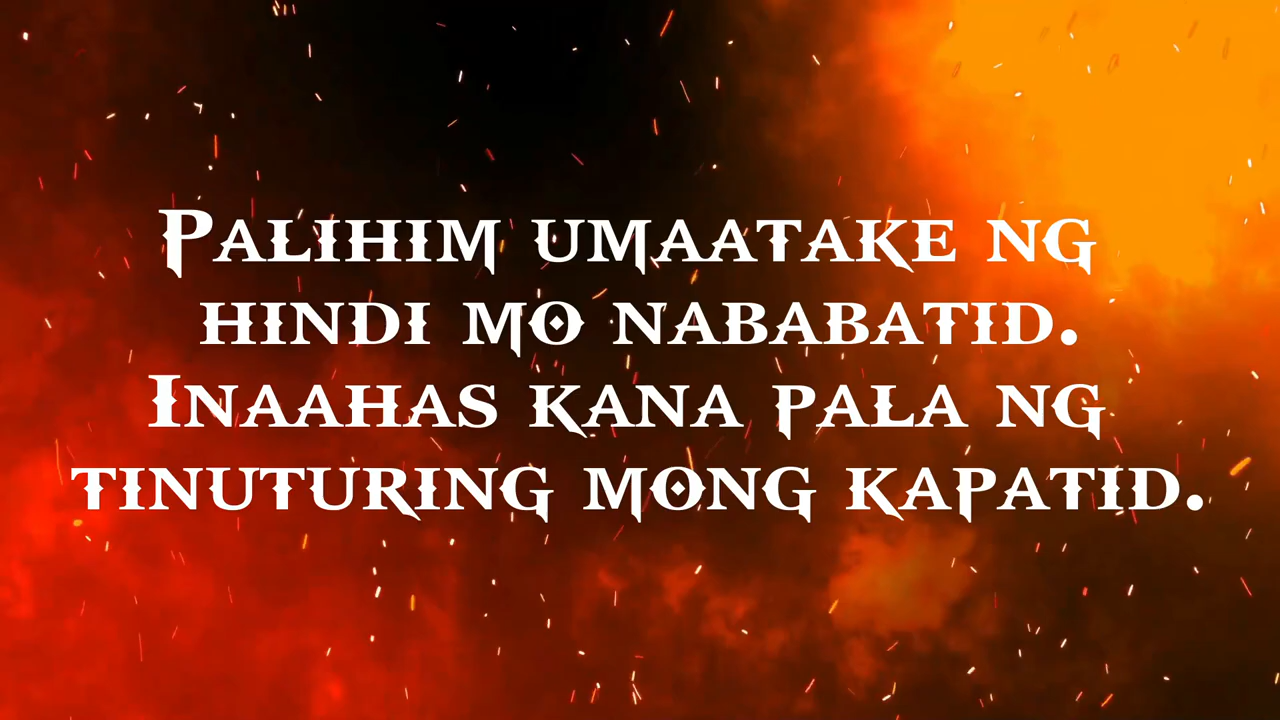 Palihim umaatake ng
hindi mo nababatid.
Inaahas kana pala ng
tinuturing mong kapatid.